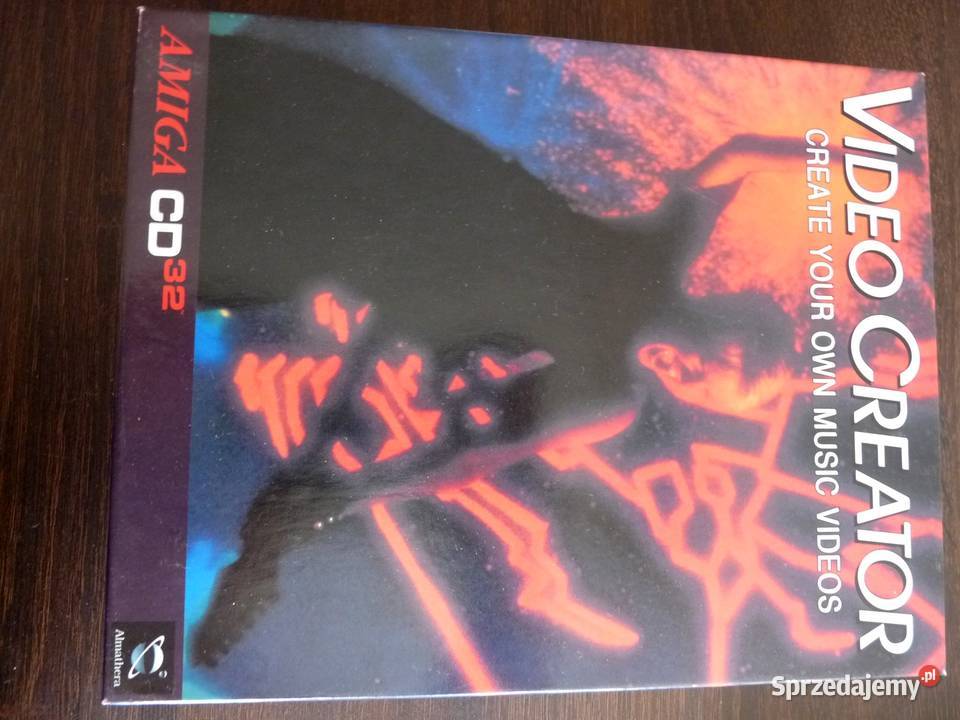 VIDEO CREATOR
CREATE YOUR OWN MUSIC VIDEOS
AMIGA CD32
Almathera
Sprzedajemy.pl